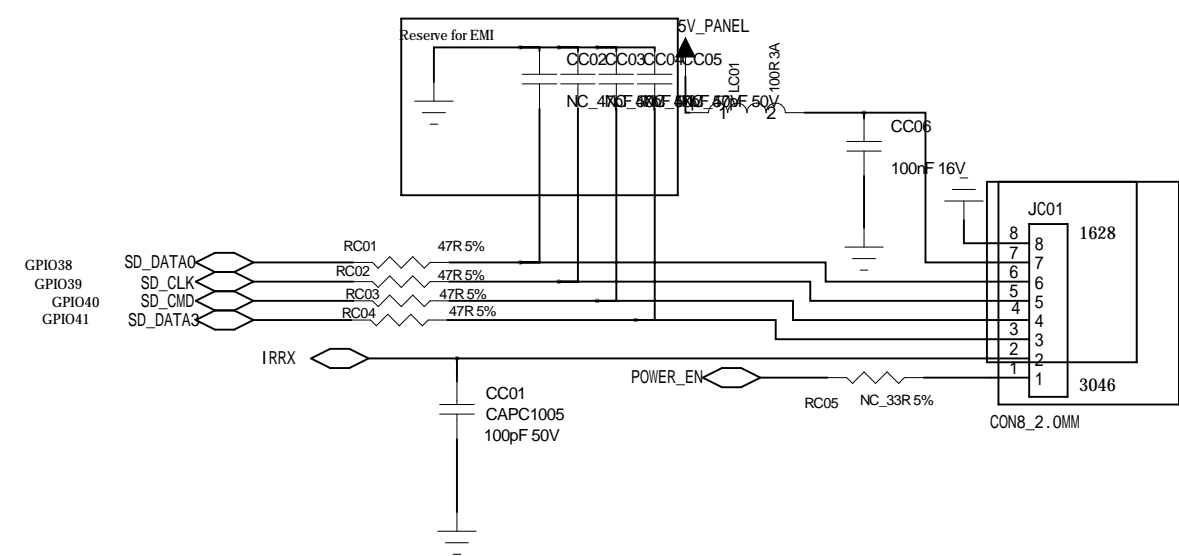 Reserve for EMI
5V_PANEL
CC02
CC03
CC04
CC05
LC01
100R 3A
1
2
CC06
100nF 16V
JC01
1628
8
7
6
5
4
3
2
1
8
7
6
5
4
3
2
1
3046
CON8_2.0MM
GPIO38
SD_DATA0
RC01
47R 5%
GPIO39
SD_CLK
RC02
47R 5%
GPIO40
SD_CMD
RC03
47R 5%
GPIO41
SD_DATA3
RC04
47R 5%
IRRX
CC01
CAPC1005
100pF 50V
POWER_EN
RC05
NC_33R 5%